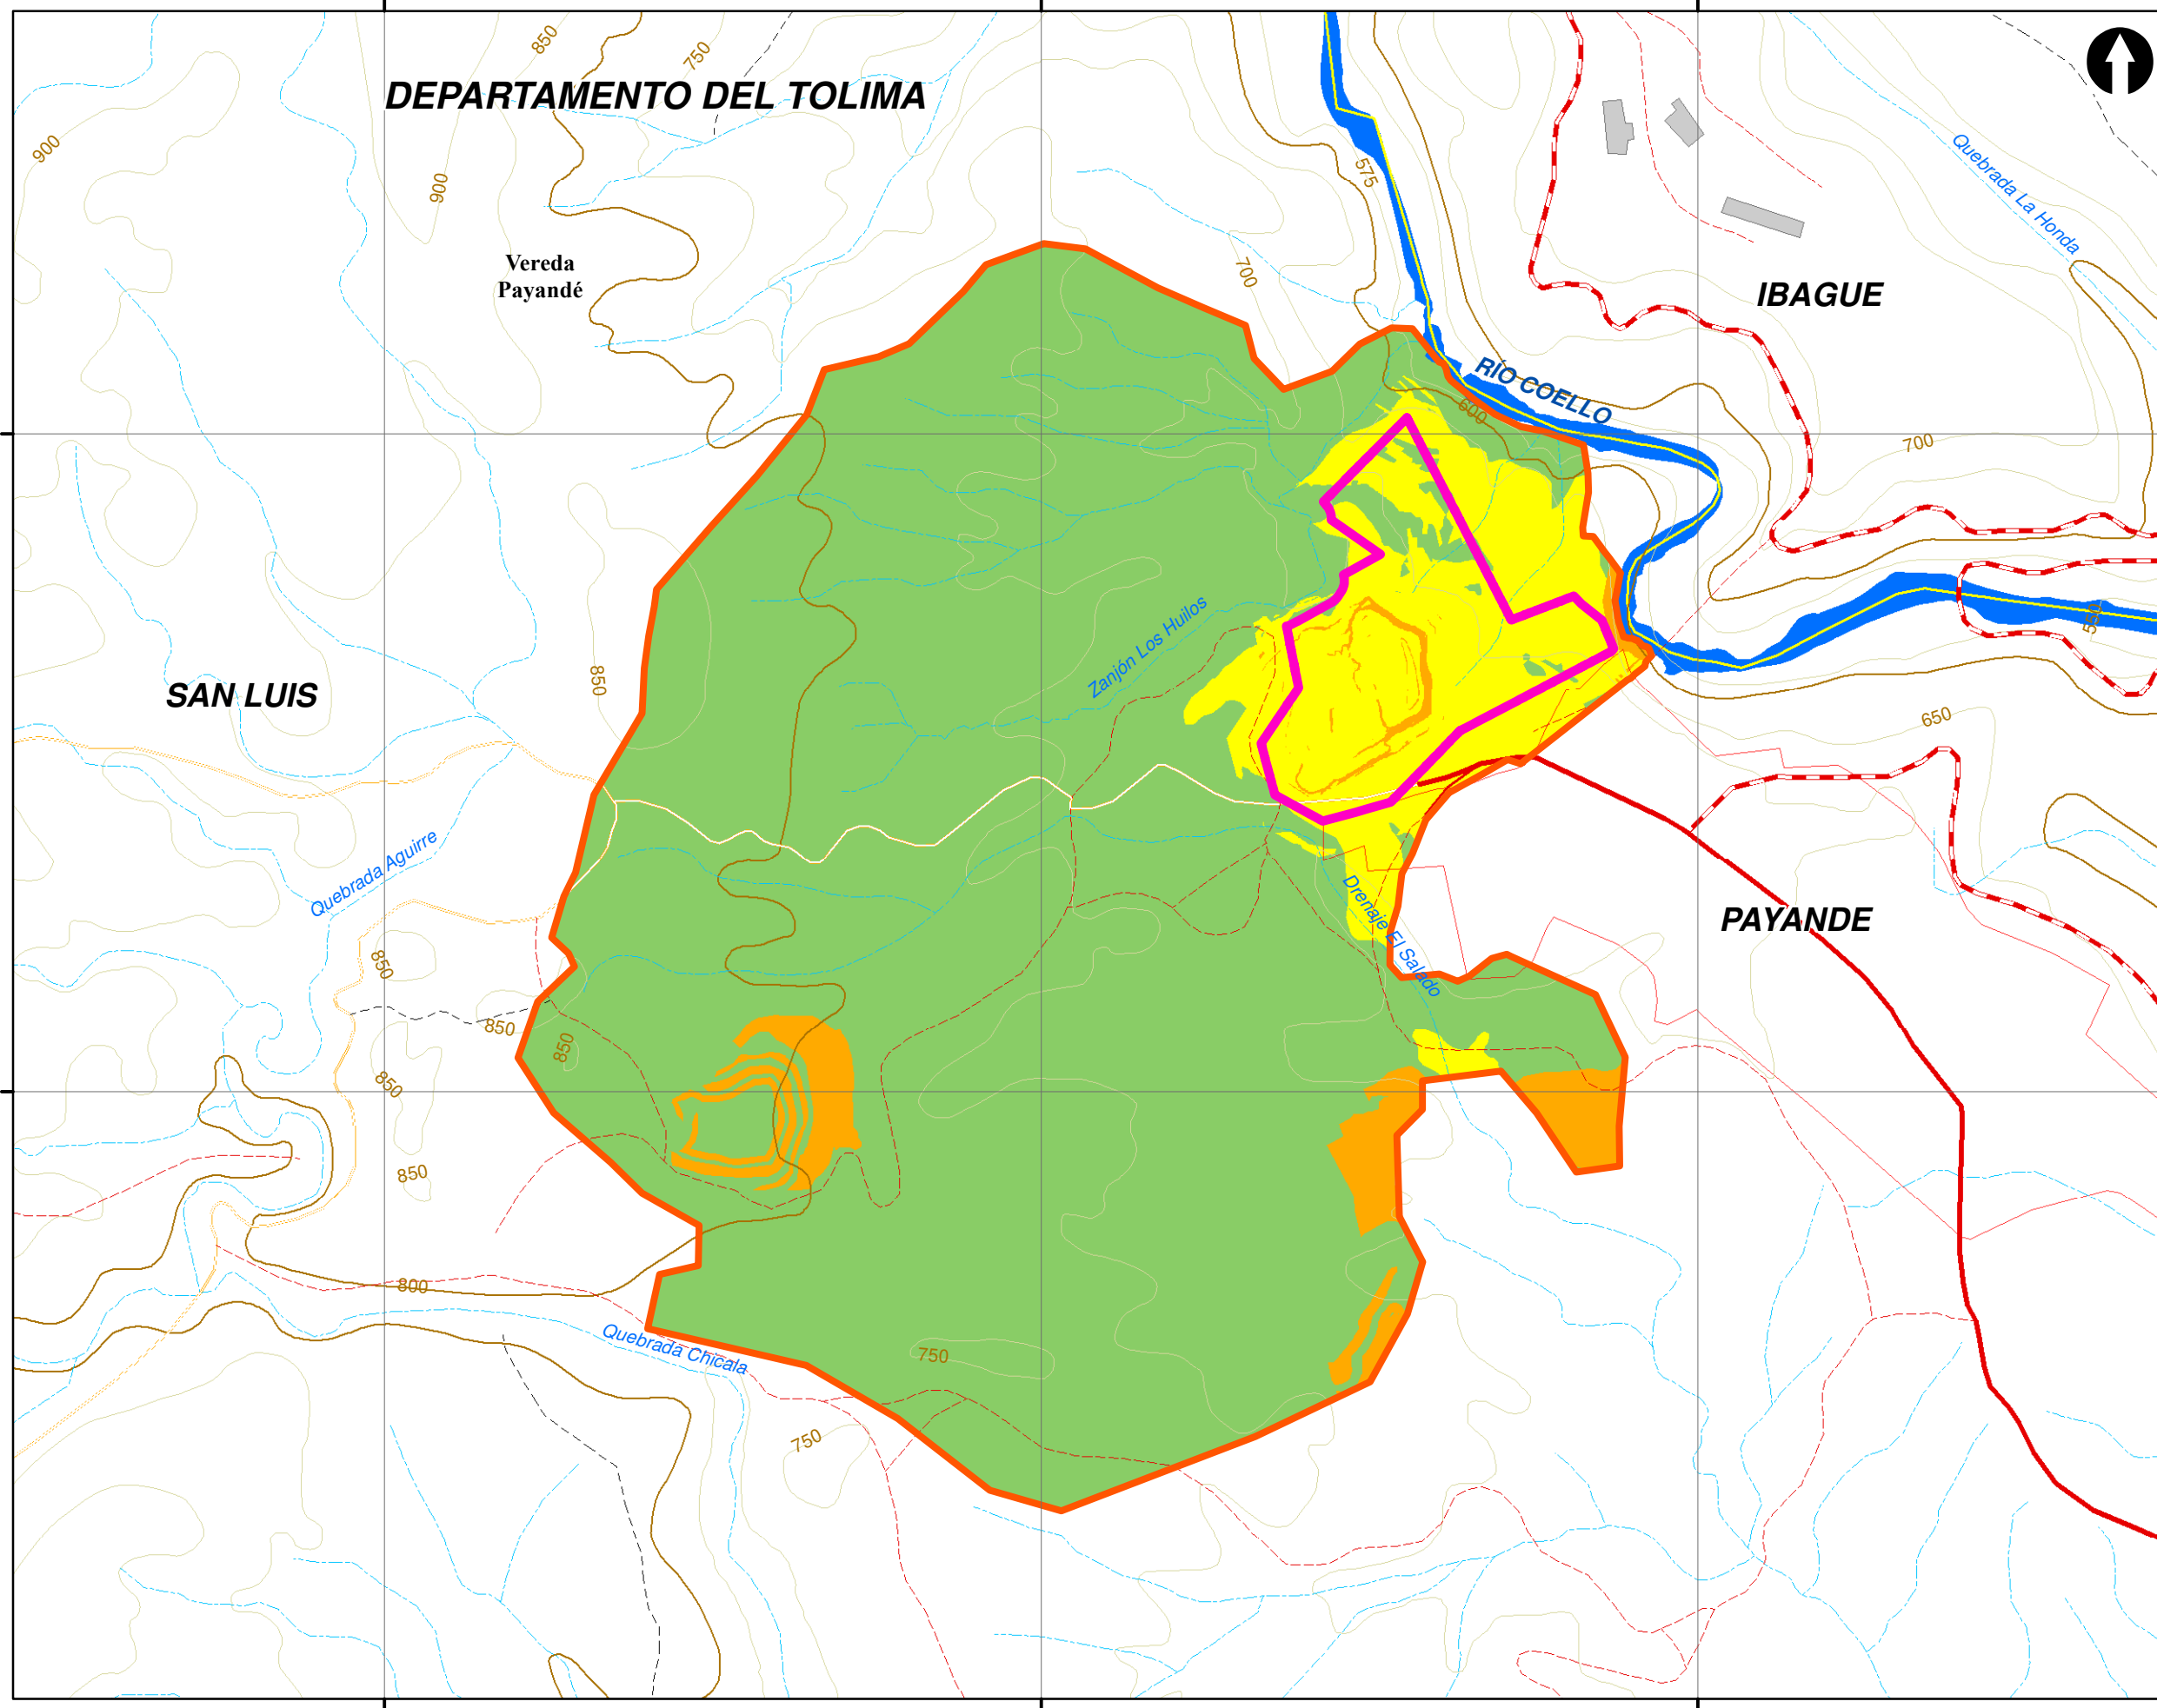 850
750
DEPARTAMENTO DEL TOLIMA
900
900
575
Quebrada La Honda
Vereda
Payandé
700
IBAGUE
RÍO COELLO
600
700
Zanjón Los Huilos
550
850
SAN LUIS
650
Quebrada Aguirre
Drenaje El Salado
PAYANDE
850
850
850
850
850
800
Quebrada Chicala
750
750